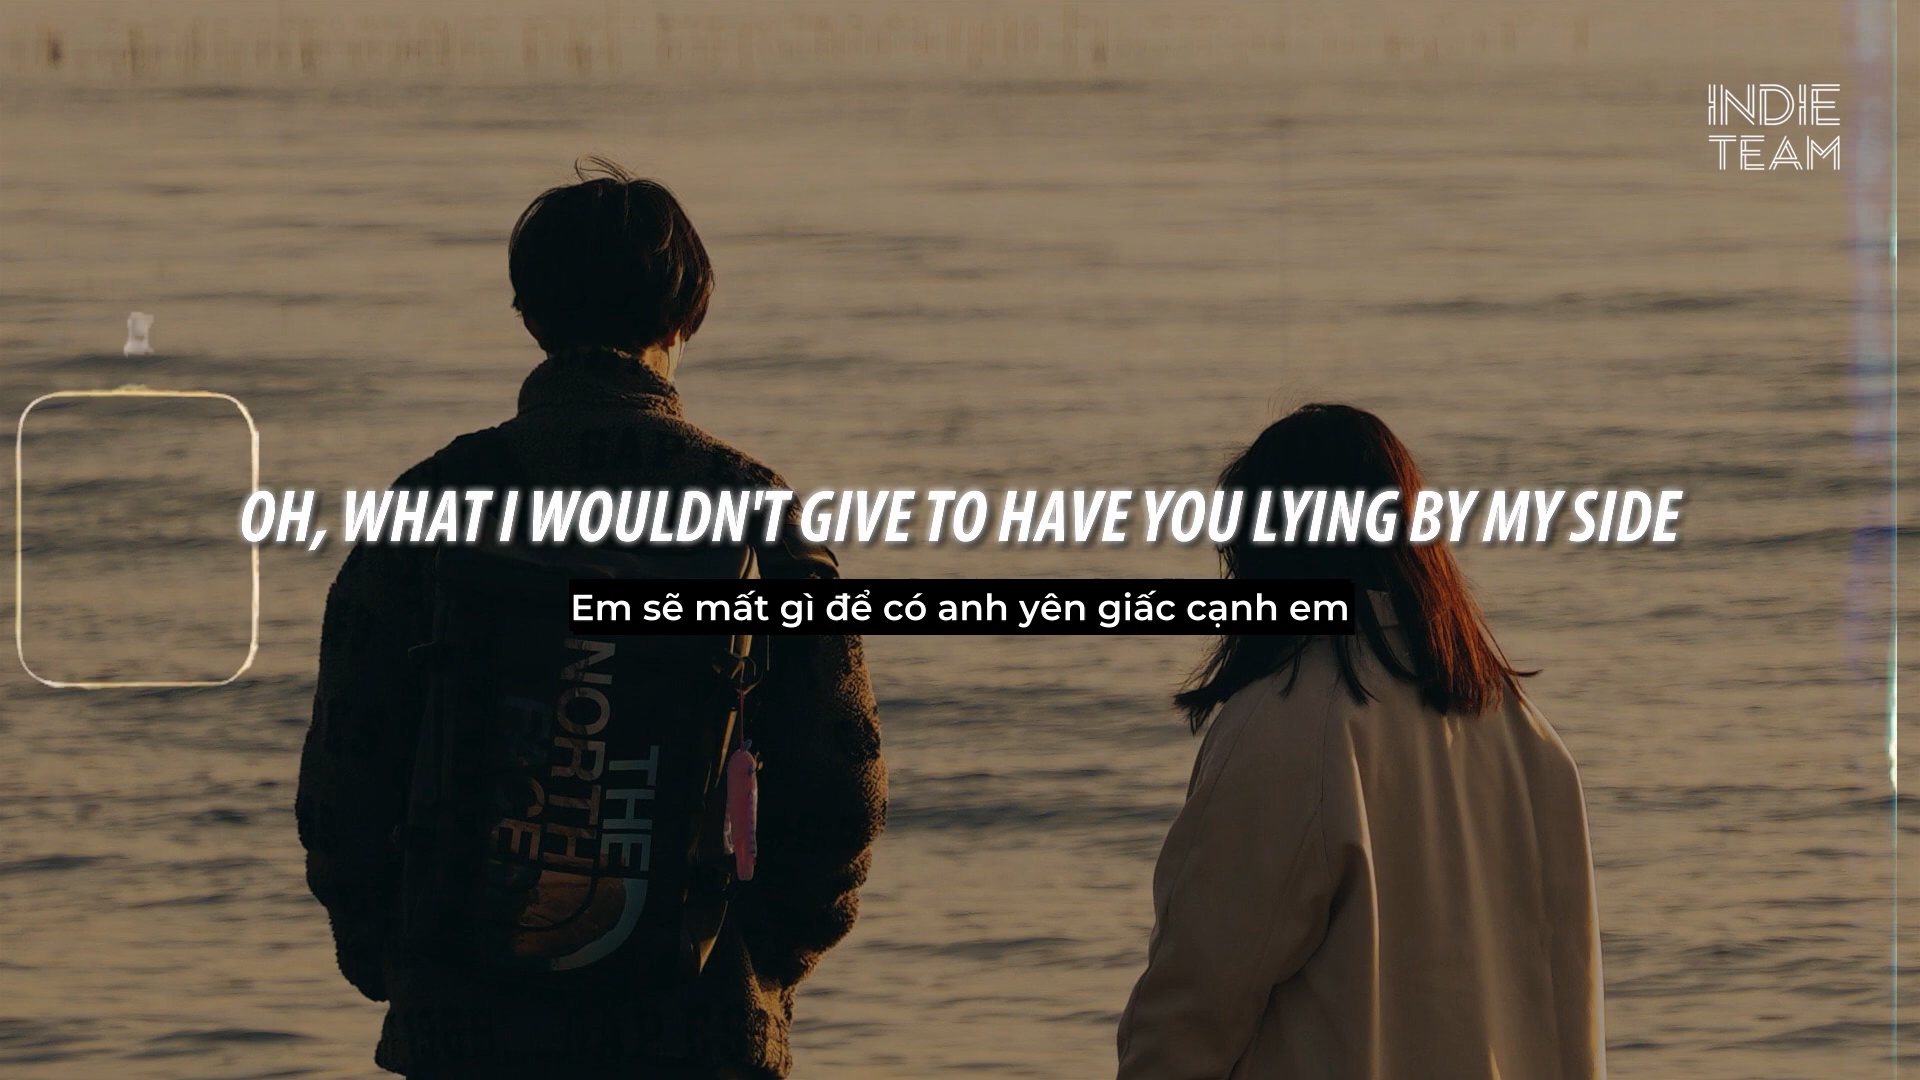 INDIE
TEAM
OH, WHAT I WOULDN'T GIVE TO HAVE YOU LYING BY MY SIDE
Em sẽ mất gì để có anh yên giấc cạnh em
THE
NORTH
FACE